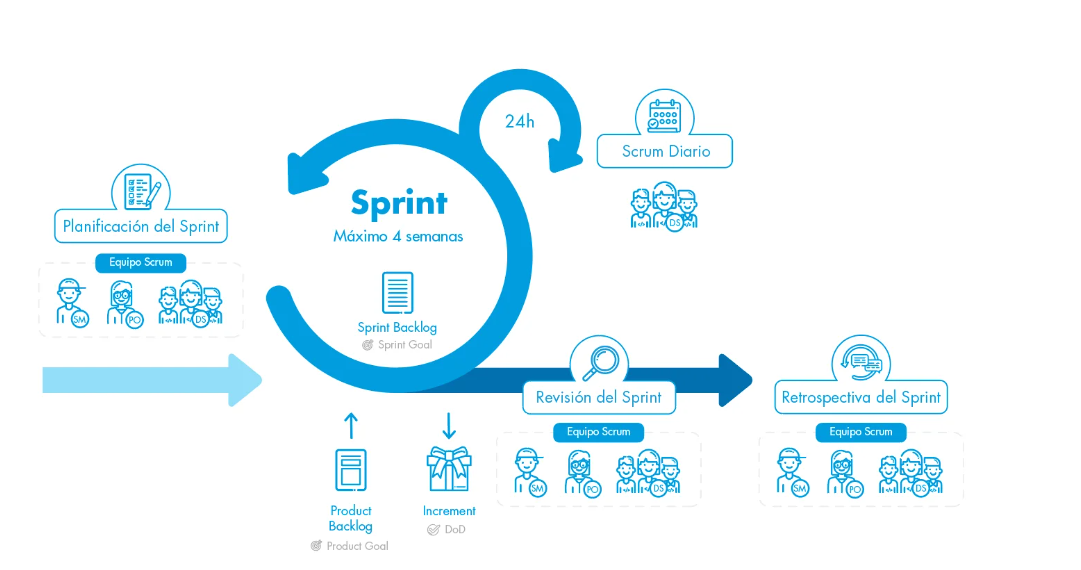 24h
Scrum Diario
DS
Sprint
Máximo 4 semanas
Planificación del Sprint
Equipo Scrum
SM
PO
DS
Sprint Backlog
Sprint Goal
Revisión del Sprint
Equipo Scrum
SM
PO
DS
Retrospectiva del Sprint
Equipo Scrum
SM
PO
DS
Product
Backlog
Product Goal
Increment
DoD